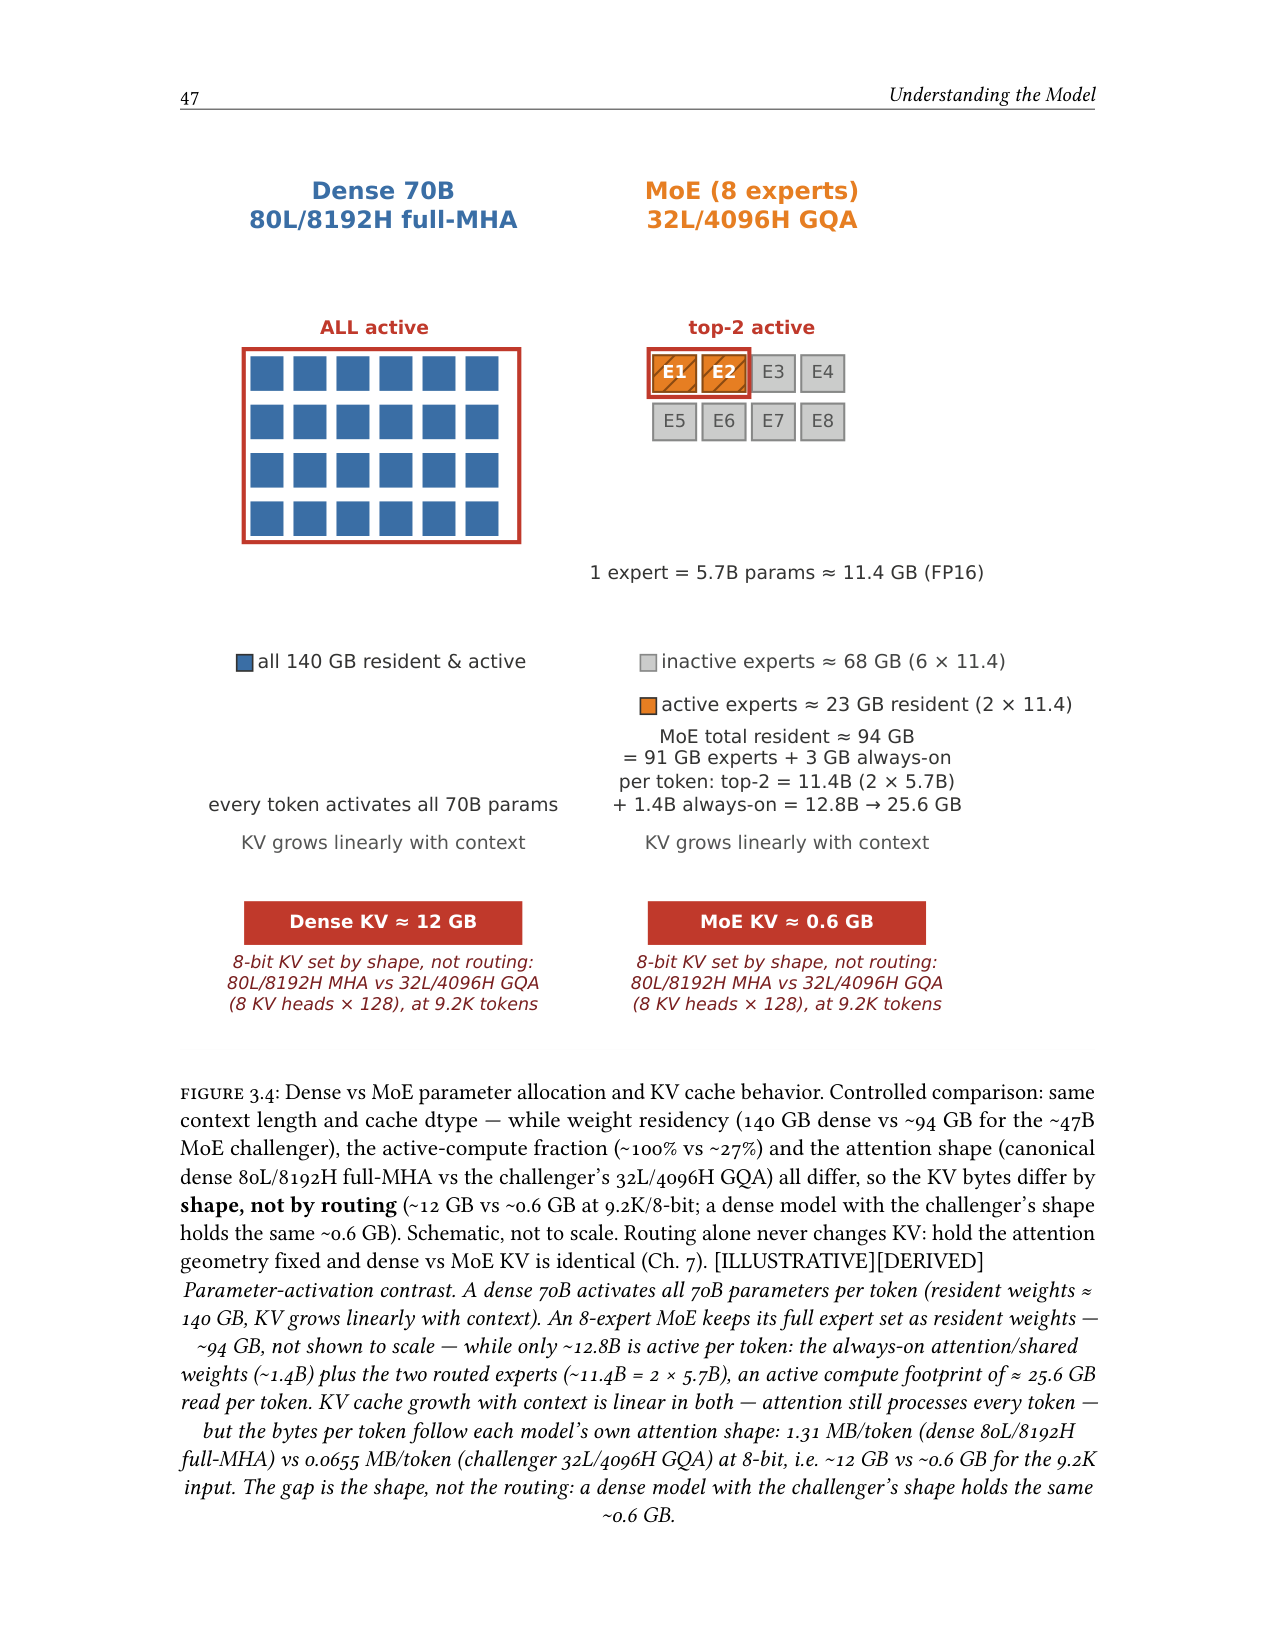 47
Understanding the Model
Dense 70B
80L/8192H full-MHA
MoE (8 experts)
32L/4096H GQA
ALL active
top-2 active
E1 E2 E3 E4
E5 E6 E7 E8
1 expert = 5.7B params ≈ 11.4 GB (FP16)
all 140 GB resident & active
inactive experts ≈ 68 GB (6 × 11.4)
active experts ≈ 23 GB resident (2 × 11.4)
MoE total resident ≈ 94 GB
= 91 GB experts + 3 GB always-on
per token: top-2 = 11.4B (2 × 5.7B)
+ 1.4B always-on = 12.8B → 25.6 GB
every token activates all 70B params
KV grows linearly with context
KV grows linearly with context
Dense KV ≈ 12 GB
MoE KV ≈ 0.6 GB
8-bit KV set by shape, not routing:
80L/8192H MHA vs 32L/4096H GQA
(8 KV heads × 128), at 9.2K tokens
8-bit KV set by shape, not routing:
80L/8192H MHA vs 32L/4096H GQA
(8 KV heads × 128), at 9.2K tokens
FIGURE 3.4: Dense vs MoE parameter allocation and KV cache behavior. Controlled comparison: same
context length and cache dtype — while weight residency (140 GB dense vs ~94 GB for the ~47B
MoE challenger), the active-compute fraction (~100% vs ~27%) and the attention shape (canonical
dense 80L/8192H full-MHA vs the challenger’s 32L/4096H GQA) all differ, so the KV bytes differ by
shape, not by routing (~12 GB vs ~0.6 GB at 9.2K/8-bit; a dense model with the challenger’s shape
holds the same ~0.6 GB). Schematic, not to scale. Routing alone never changes KV: hold the attention
geometry fixed and dense vs MoE KV is identical (Ch. 7). [ILLUSTRATIVE][DERIVED]
Parameter-activation contrast. A dense 70B activates all 70B parameters per token (resident weights ≈
140 GB, KV grows linearly with context). An 8-expert MoE keeps its full expert set as resident weights —
~94 GB, not shown to scale — while only ~12.8B is active per token: the always-on attention/shared
weights (~1.4B) plus the two routed experts (~11.4B = 2 × 5.7B), an active compute footprint of ≈ 25.6 GB
read per token. KV cache growth with context is linear in both — attention still processes every token —
but the bytes per token follow each model’s own attention shape: 1.31 MB/token (dense 80L/8192H
full-MHA) vs 0.0655 MB/token (challenger 32L/4096H GQA) at 8-bit, i.e. ~12 GB vs ~0.6 GB for the 9.2K
input. The gap is the shape, not the routing: a dense model with the challenger’s shape holds the same
~0.6 GB.